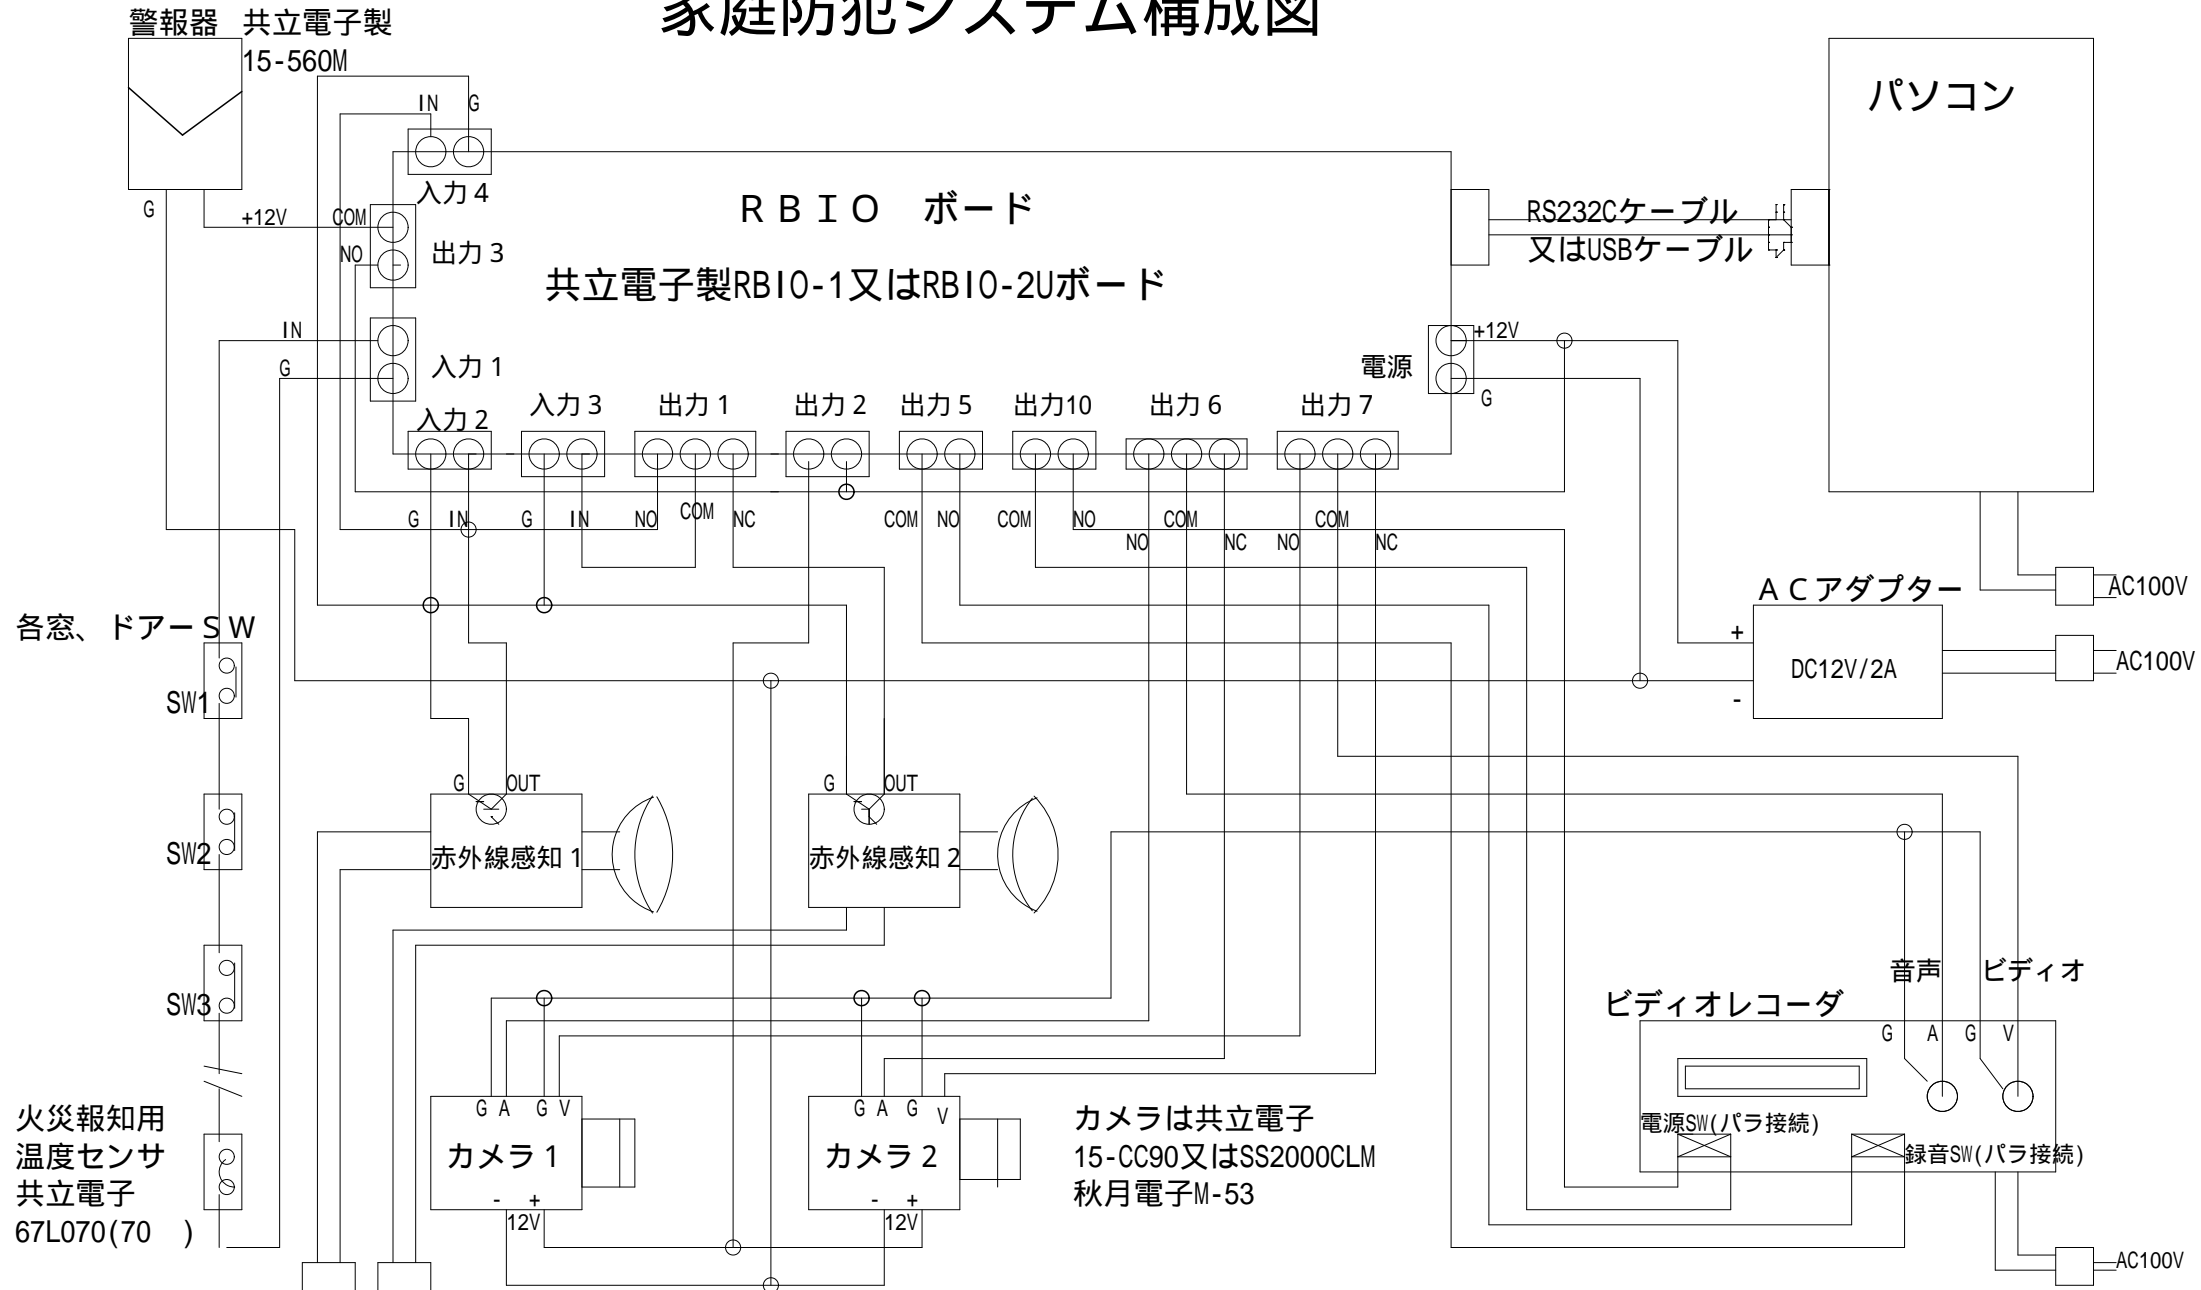 家庭防犯システム構成図
警報器 共立電子製
15-560M
IN G
入力4
G
+12V
COM
NO
出力3
RBIO ボード
共立電子製RBIO-1又はRBIO-2Uボード
パソコン
RS232Cケーブル
又はUSBケーブル
IN
G
入力1
+12V
電源
G
入力2
入力3
出力1
出力2
出力5
出力10
出力6
出力7
G IN
G IN
NO COM NC
COM NO
COM NO
NO COM NC
NO COM NC
AC100V
ACアダプター
+
DC12V/2A
-
AC100V
各窓、ドアーSW
SW1
SW2
SW3
G OUT
赤外線感知1
G OUT
赤外線感知2
音声 ビディオ
ビディオレコーダ
G A G V
電源SW(パラ接続)
録音SW(パラ接続)
G A G V
カメラ1
- +
12V
G A G V
カメラ2
- +
12V
カメラは共立電子
15-CC90又はSS2000CLM
秋月電子M-53
火災報知用
温度センサ
共立電子
67L070(70 )
AC100V